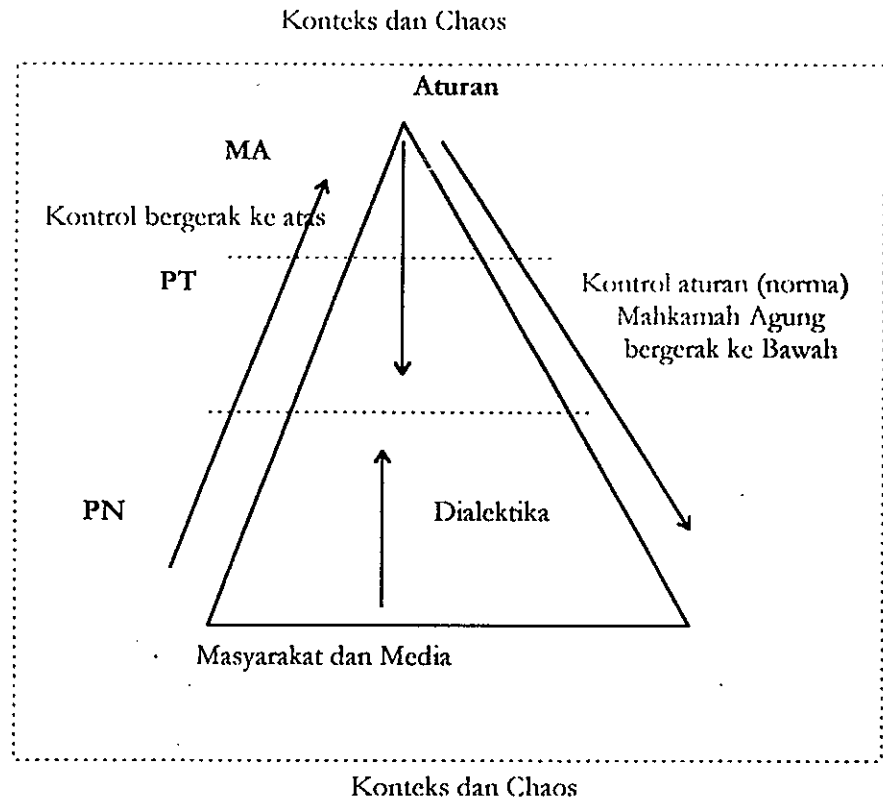 Konteks dan Chaos
Aturan
MA
Kontrol bergerak ke atas
PT
Kontrol aturan (norma)
Mahkamah Agung
bergerak ke Bawah
PN
Dialektika
Masyarakat dan Media
Konteks dan Chaos